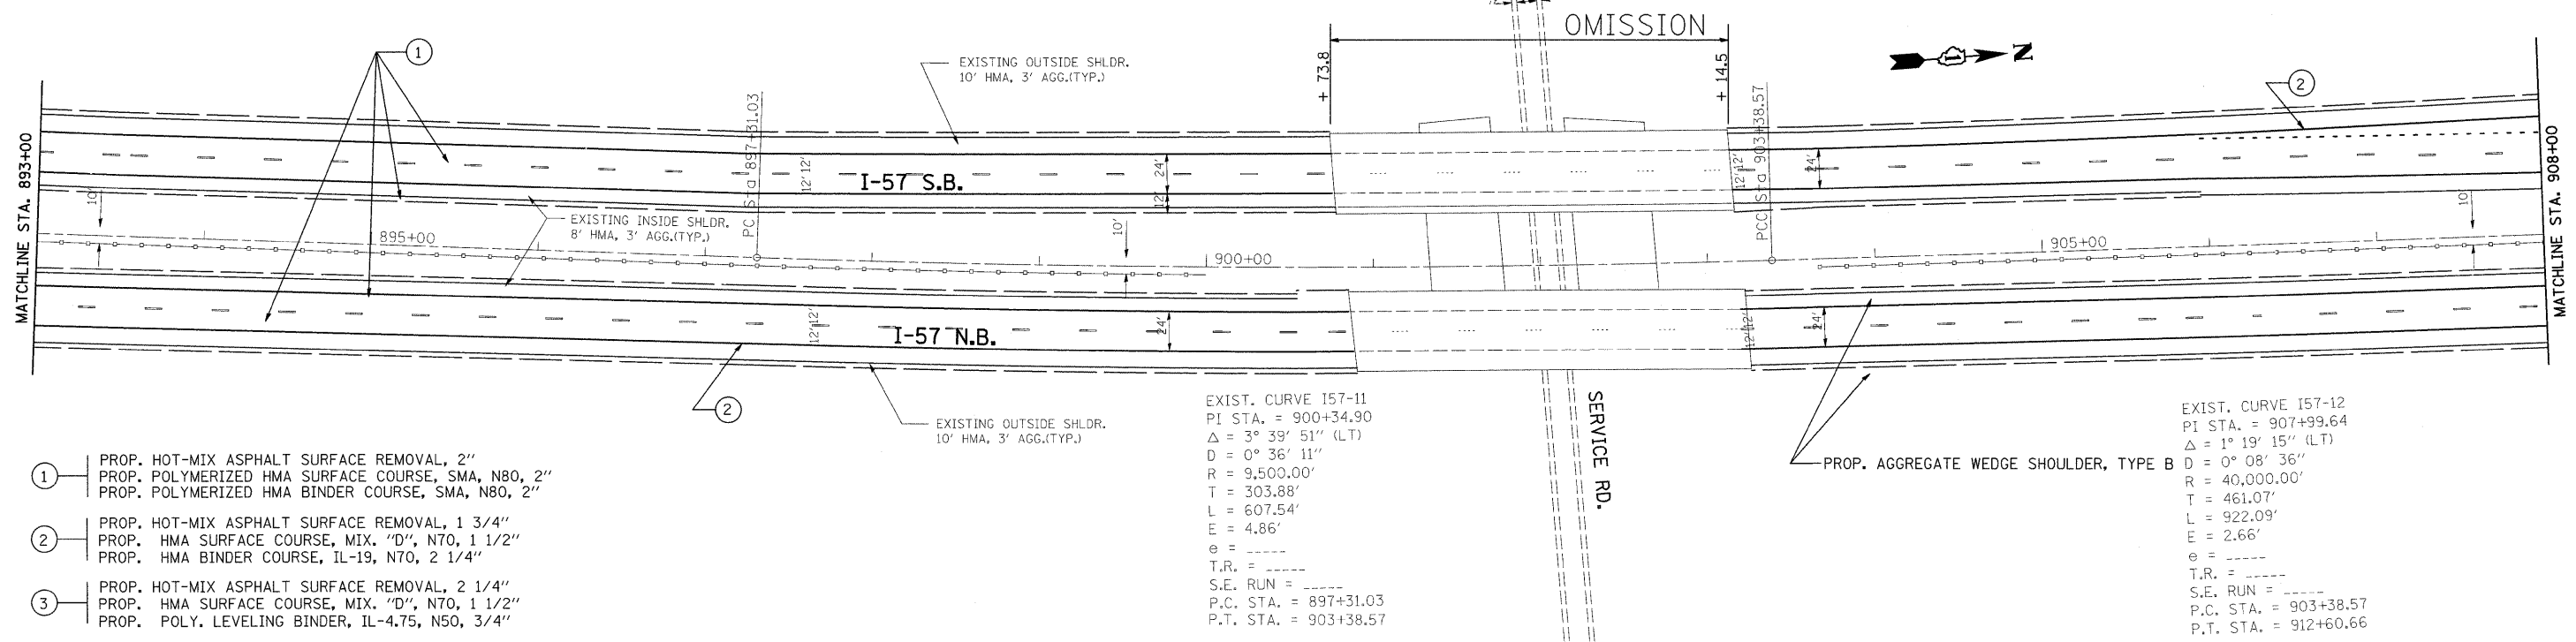 OMISSION
+ 73.8
+ 14.5
N
1
EXISTING OUTSIDE SHLDR.
10' HMA, 3' AGG.(TYP.)
2
MATCHLINE STA. 893+00
PC Sta 897+31.03
PCC Sta 903+38.57
MATCHLINE STA. 908+00
12'12'
I-57 S.B.
24'
12'
12'12'
24'
10'
EXISTING INSIDE SHLDR.
8' HMA, 3' AGG.(TYP.)
895+00
10'
900+00
905+00
10'
12'12'
I-57 N.B.
24'
12'12'
24'
2
EXISTING OUTSIDE SHLDR.
10' HMA, 3' AGG.(TYP.)
SERVICE RD.
PROP. AGGREGATE WEDGE SHOULDER, TYPE B
EXIST. CURVE I57-11
PI STA. = 900+34.90
Δ = 3° 39' 51" (LT)
D = 0° 36' 11"
R = 9,500.00'
T = 303.88'
L = 607.54'
E = 4.86'
e = -----
T.R. = -----
S.E. RUN = -----
P.C. STA. = 897+31.03
P.T. STA. = 903+38.57
EXIST. CURVE I57-12
PI STA. = 907+99.64
Δ = 1° 19' 15" (LT)
D = 0° 08' 36"
R = 40,000.00'
T = 461.07'
L = 922.09'
E = 2.66'
e = -----
T.R. = -----
S.E. RUN = -----
P.C. STA. = 903+38.57
P.T. STA. = 912+60.66
1
PROP. HOT-MIX ASPHALT SURFACE REMOVAL, 2"
PROP. POLYMERIZED HMA SURFACE COURSE, SMA, N80, 2"
PROP. POLYMERIZED HMA BINDER COURSE, SMA, N80, 2"
2
PROP. HOT-MIX ASPHALT SURFACE REMOVAL, 1 3/4"
PROP. HMA SURFACE COURSE, MIX. "D", N70, 1 1/2"
PROP. HMA BINDER COURSE, IL-19, N70, 2 1/4"
3
PROP. HOT-MIX ASPHALT SURFACE REMOVAL, 2 1/4"
PROP. HMA SURFACE COURSE, MIX. "D", N70, 1 1/2"
PROP. POLY. LEVELING BINDER, IL-4.75, N50, 3/4"